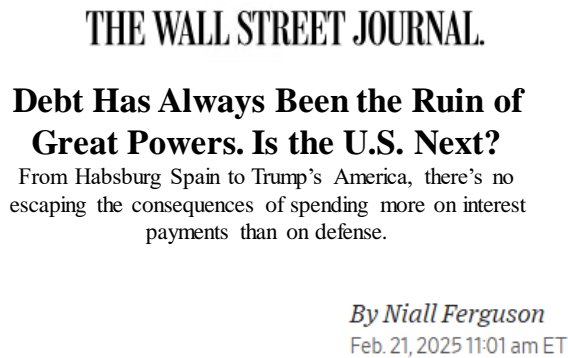 THE WALL STREET JOURNAL.
Debt Has Always Been the Ruin of
Great Powers. Is the U.S. Next?
From Habsburg Spain to Trump's America, there's no
escaping the consequences of spending more on interest
payments than on defense.
By Niall Ferguson
Feb. 21, 2025 11:01 am ET